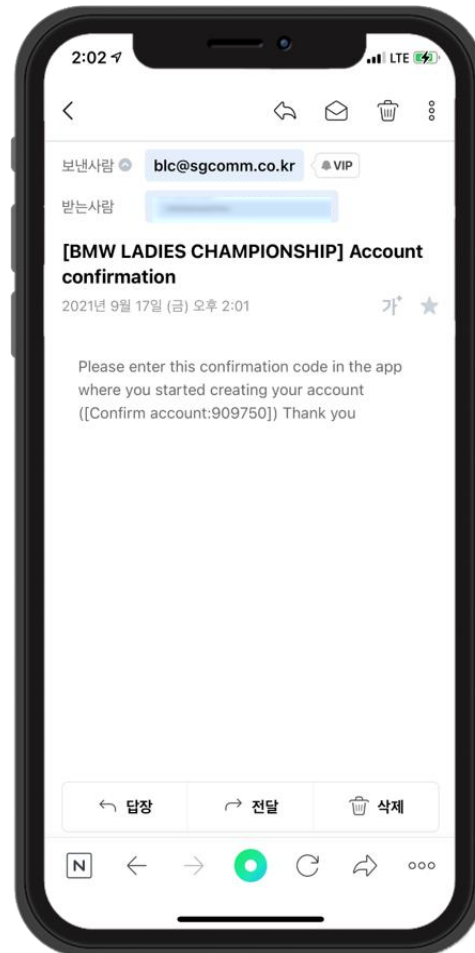 2:02
LTE
보낸사람 blc@sgcomm.co.kr VIP
받는사람
[BMW LADIES CHAMPIONSHIP] Account
confirmation
2021년 9월 17일 (금) 오후 2:01 가+
Please enter this confirmation code in the app
where you started creating your account
([Confirm account:909750]) Thank you
답장 전달 삭제
N